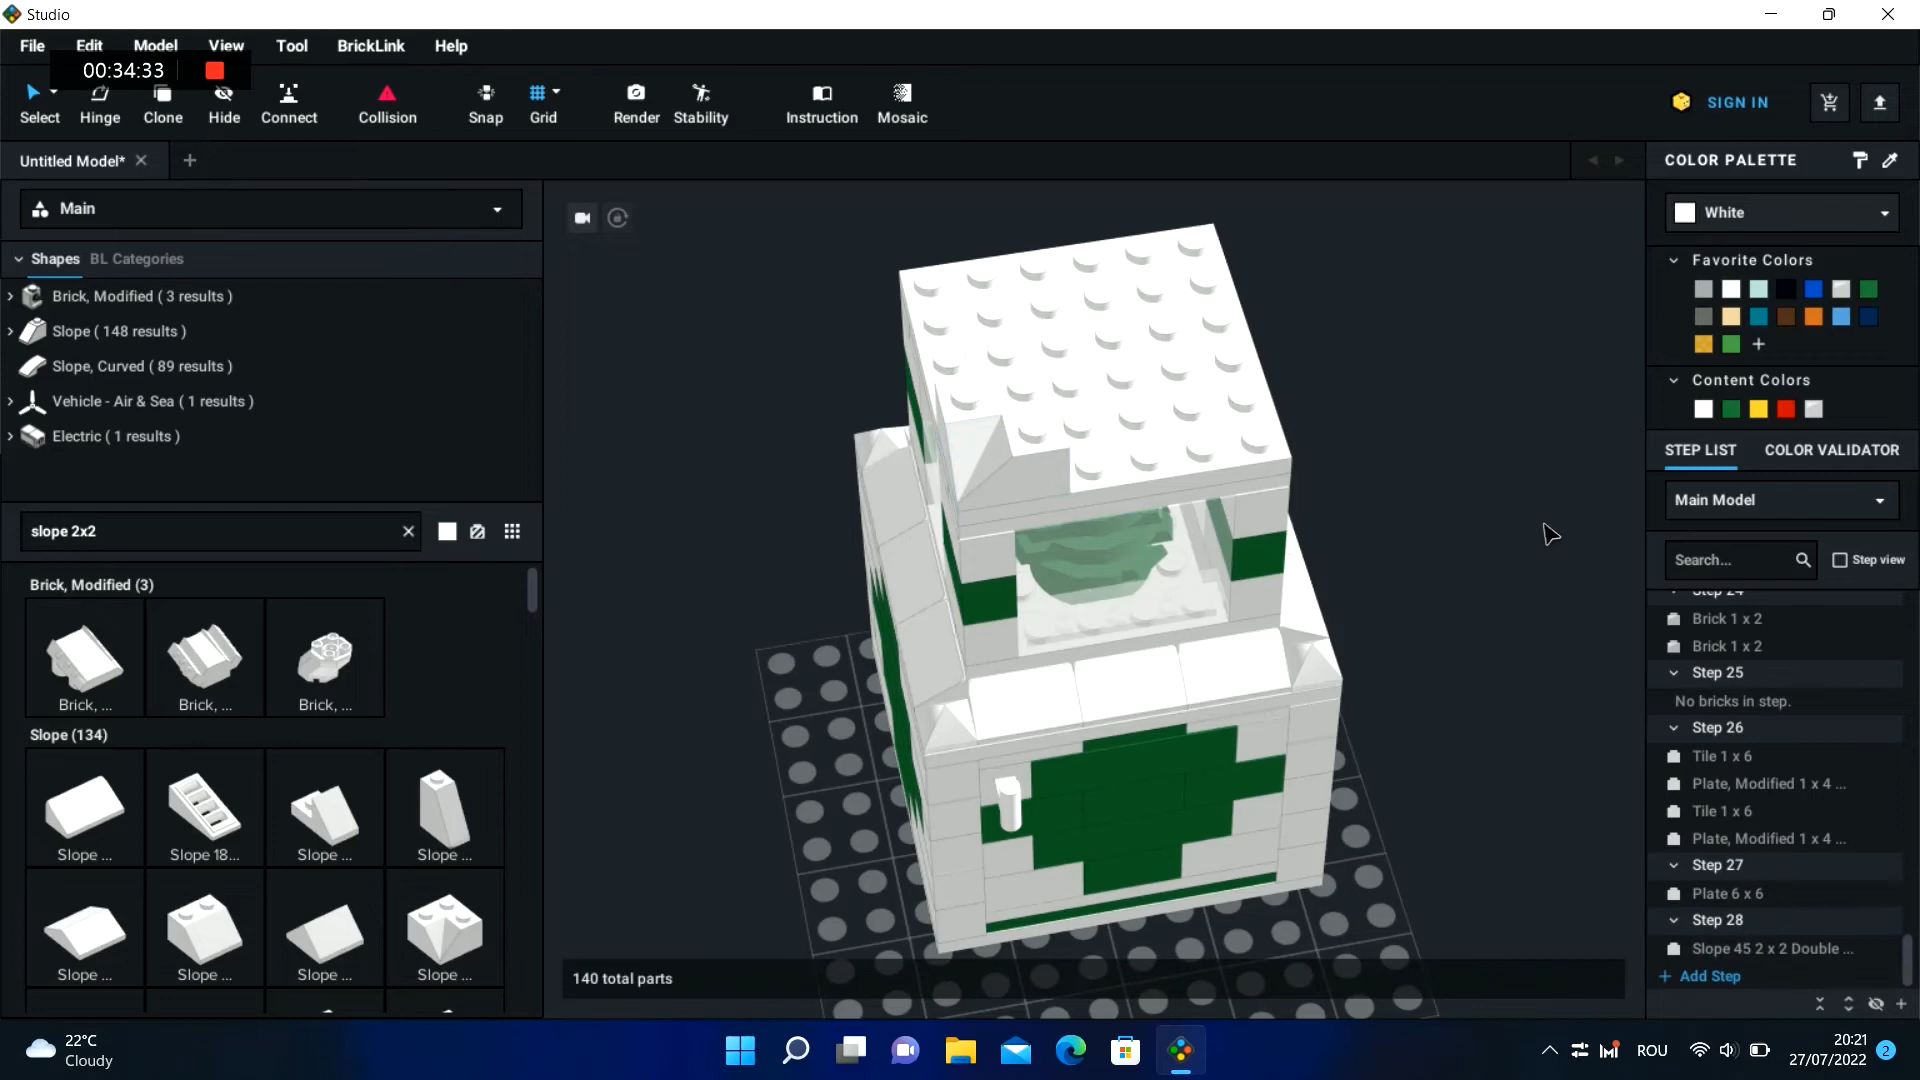 Studio
File Edit Model View Tool BrickLink Help
00:34:33
Select Hinge Clone Hide Connect Collision Snap Grid Render Stability Instruction Mosaic
SIGN IN
Untitled Model*
COLOR PALETTE
Main
White
Shapes BL Categories
Favorite Colors
Brick, Modified ( 3 results )
Slope ( 148 results )
Slope, Curved ( 89 results )
Vehicle - Air & Sea ( 1 results )
Electric ( 1 results )
Content Colors
STEP LIST COLOR VALIDATOR
Main Model
slope 2x2
Search... Step view
Brick, Modified (3)
Brick, ... Brick, ... Brick, ...
Slope (134)
Slope ... Slope 18... Slope ... Slope ...
Slope ... Slope ... Slope ... Slope ...
Step 24
Brick 1 x 2
Brick 1 x 2
Step 25
No bricks in step.
Step 26
Tile 1 x 6
Plate, Modified 1 x 4 ...
Tile 1 x 6
Plate, Modified 1 x 4 ...
Step 27
Plate 6 x 6
Step 28
Slope 45 2 x 2 Double ...
+ Add Step
140 total parts
22°C
Cloudy
ROU
20:21
27/07/2022
2